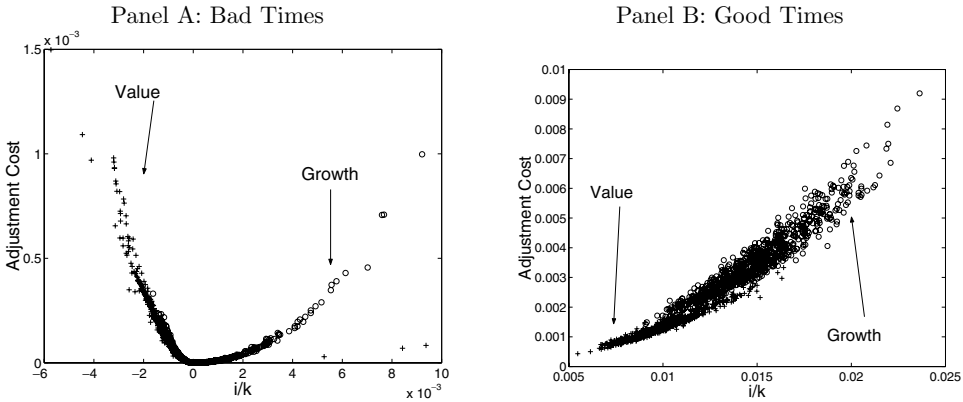 Panel A: Bad Times
1.5
x 10⁻³
Value
1
Growth
0.5
0
Adjustment Cost
−6 −4 −2 0 2 4 6 8 10
i/k
x 10⁻³
Panel B: Good Times
0.01
0.009
0.008
0.007
0.006
0.005
0.004
0.003
0.002
0.001
0
Adjustment Cost
Value
Growth
0.005 0.01 0.015 0.02 0.025
i/k